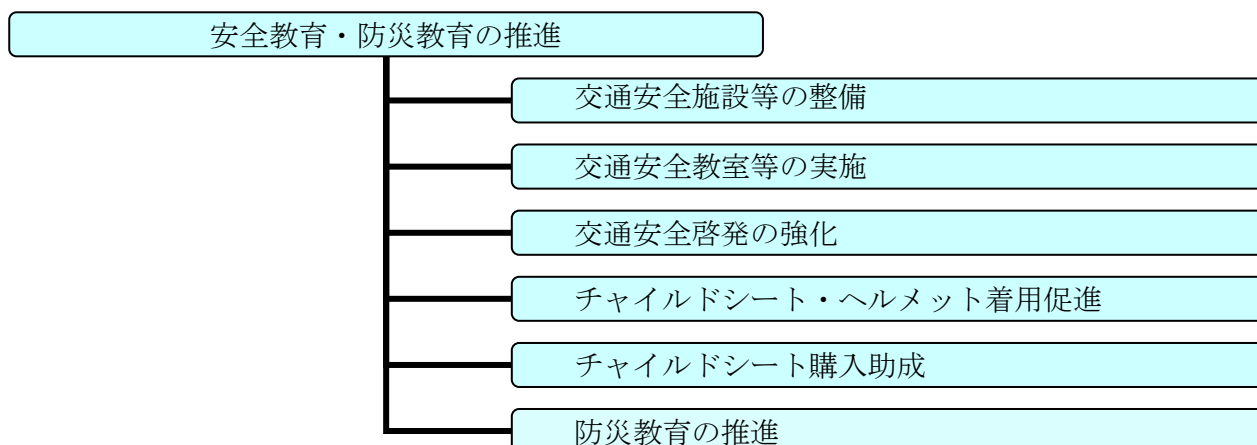 安全教育・防災教育の推進
交通安全施設等の整備
交通安全教室等の実施
交通安全啓発の強化
チャイルドシート・ヘルメット着用促進
チャイルドシート購入助成
防災教育の推進